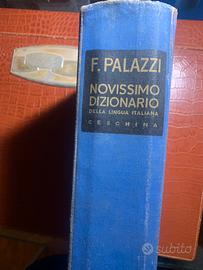 F. PALAZZI
NOVISSIMO
DIZIONARIO
DELLA LINGUA ITALIANA
CESCHINA
subito